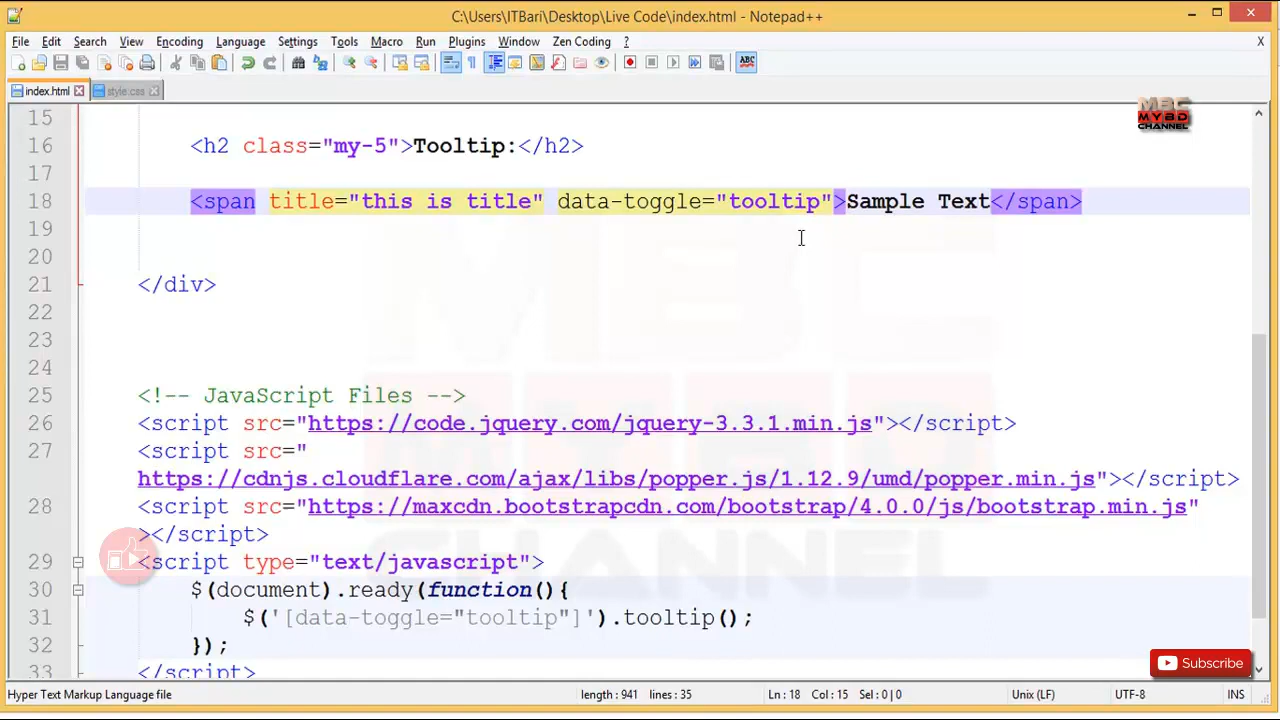 C:\Users\ITBari\Desktop\Live Code\index.html - Notepad++
File Edit Search View Encoding Language Settings Tools Macro Run Plugins Window Zen Coding ? X
index.html style.css
MBC
MYBD
CHANNEL
15
16 <h2 class="my-5">Tooltip:</h2>
17
18 <span title="this is title" data-toggle="tooltip">Sample Text</span>
19
20
21 </div>
22
23
24
25 <!-- JavaScript Files -->
26 <script src="https://code.jquery.com/jquery-3.3.1.min.js"></script>
27 <script src="
https://cdnjs.cloudflare.com/ajax/libs/popper.js/1.12.9/umd/popper.min.js"></script>
28 <script src="https://maxcdn.bootstrapcdn.com/bootstrap/4.0.0/js/bootstrap.min.js"
></script>
29 <script type="text/javascript">
30 $(document).ready(function(){
31 $('[data-toggle="tooltip"]').tooltip();
32 });
33 </script>
MBC
MYBD
CHANNEL
Subscribe
Hyper Text Markup Language file length : 941 lines : 35 Ln : 18 Col : 15 Sel : 0 | 0 Unix (LF) UTF-8 INS